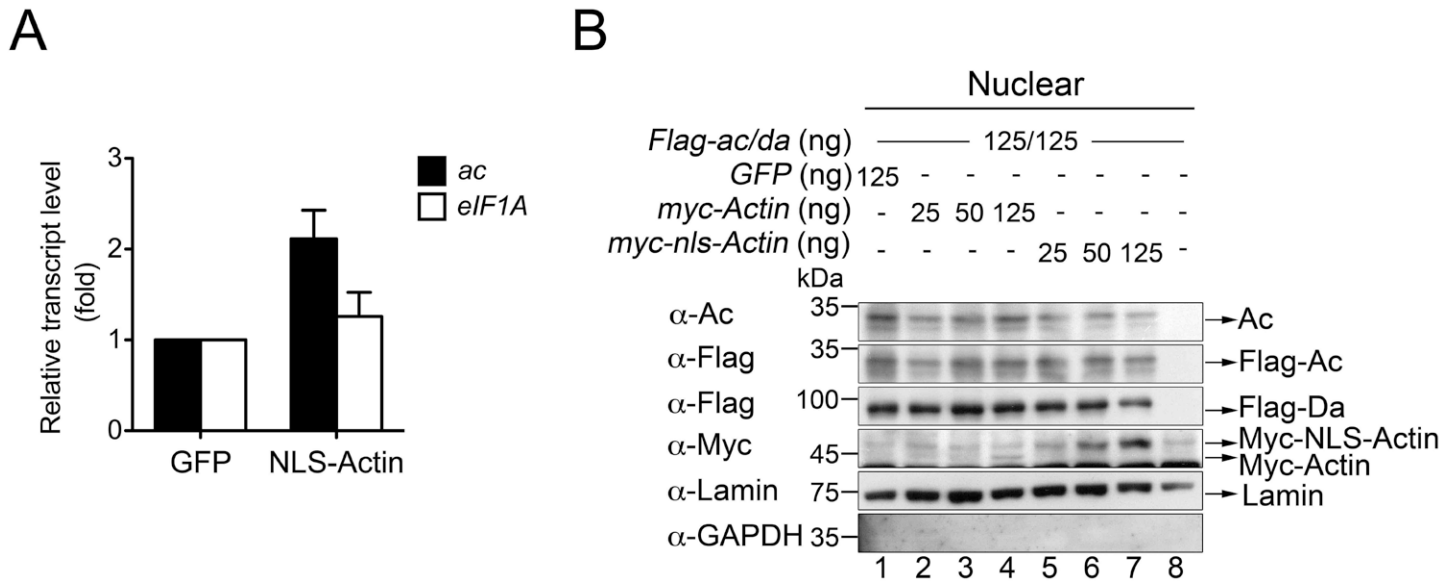 A
B
3
2
1
0
Relative transcript level
(fold)
ac
eIF1A
GFP NLS-Actin
Nuclear
Flag-ac/da (ng) 125/125 -
GFP (ng) 125 - - - - - - -
myc-Actin (ng) - 25 50 125 - - - -
myc-nls-Actin (ng) - - - - 25 50 125 -
kDa
α-Ac 35 Ac
α-Flag 35 Flag-Ac
α-Flag 100 Flag-Da
α-Myc 45 Myc-NLS-Actin
Myc-Actin
α-Lamin 75 Lamin
α-GAPDH 35
1 2 3 4 5 6 7 8